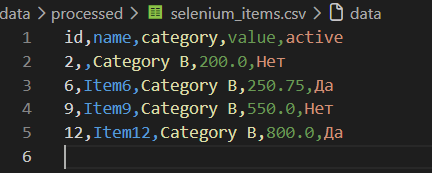 data > processed > selenium_items.csv > data
1 id,name,category,value,active
2 2,,Category B,200.0,Нет
3 6,Item6,Category B,250.75,Да
4 9,Item9,Category B,550.0,Нет
5 12,Item12,Category B,800.0,Да
6